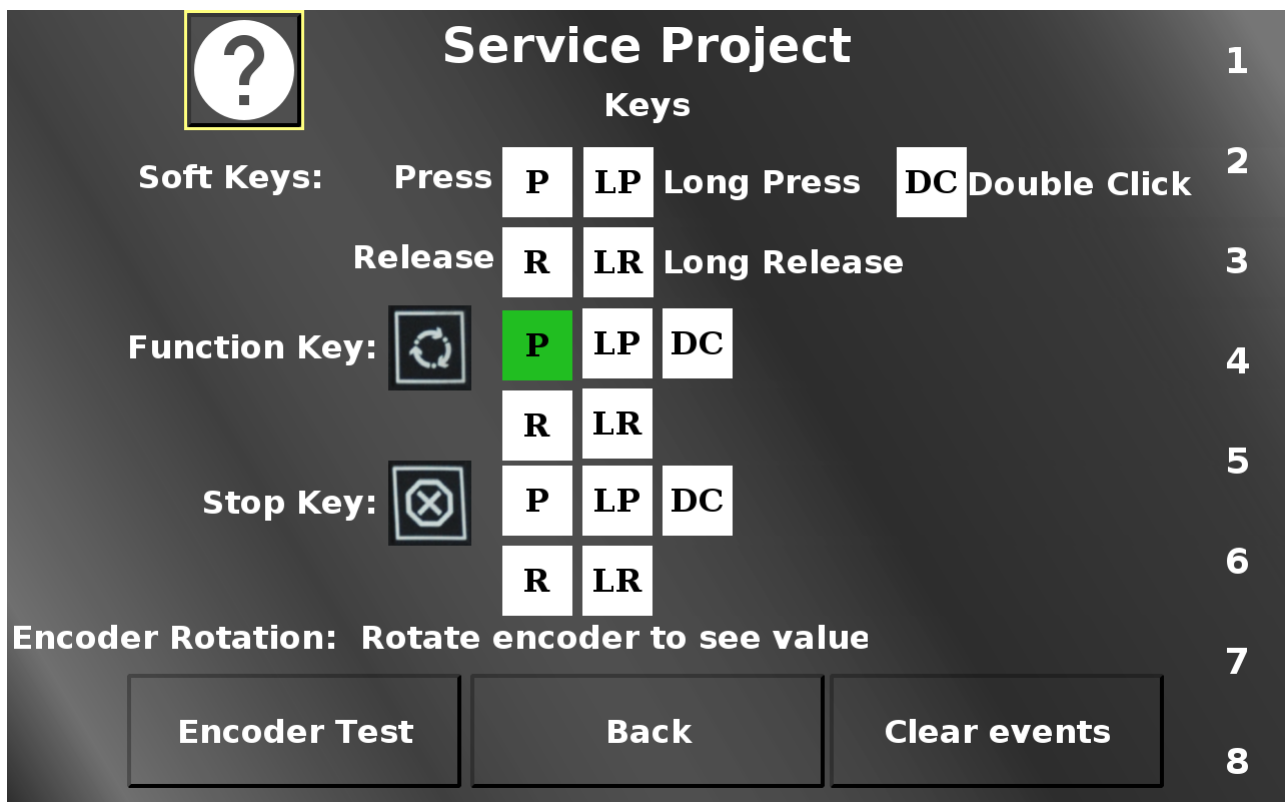 ?
Service Project
1
Keys
Soft Keys: Press P LP Long Press DC Double Click
2
Release R LR Long Release
3
Function Key: P LP DC
4
R LR
5
Stop Key: P LP DC
6
R LR
Encoder Rotation: Rotate encoder to see value
7
Encoder Test Back Clear events
8